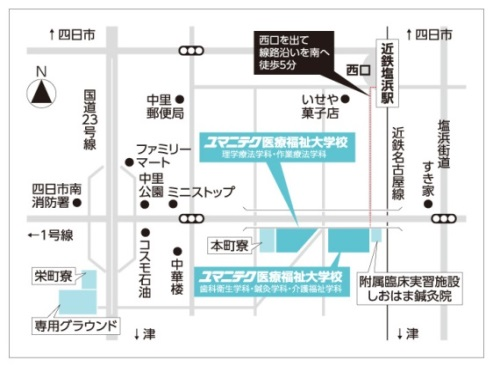 ↑四日市
↑四日市
西口を出て
線路沿いを南へ
徒歩5分
西口
近鉄塩浜駅
N
国道23号線
中里
郵便局
いせや
菓子店
ファミリー
マート
ユマニテク医療福祉大学校
理学療法学科・作業療法学科
近鉄名古屋線
塩浜街道
すき家
四日市南
消防署
中里
公園
ミニストップ
←1号線
コスモ石油
中華楼
本町寮
ユマニテク医療福祉大学校
歯科衛生学科・鍼灸学科・介護福祉学科
附属臨床実習施設
しおはま鍼灸院
栄町寮
専用グラウンド
↓津
↓津